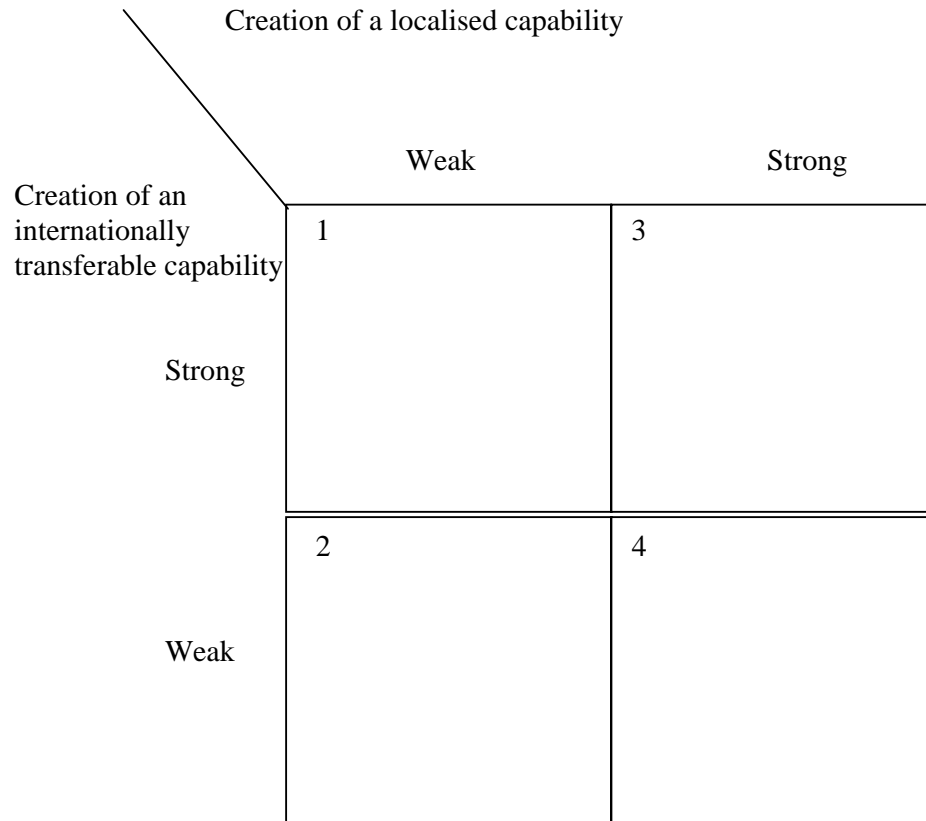 Creation of a localised capability
Weak
Strong
Creation of an
internationally
transferable capability
1
3
Strong
2
4
Weak